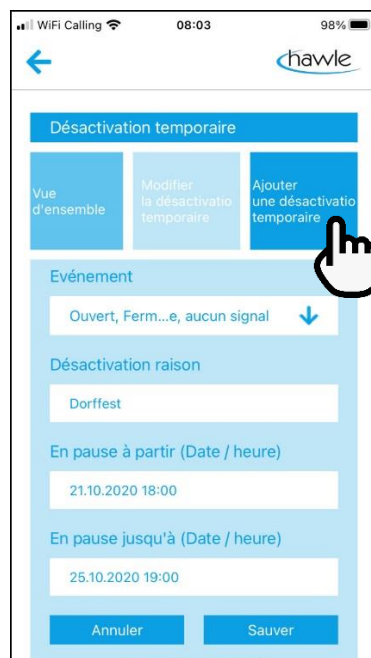 WiFi Calling 08:03 98%
hawle
Désactivation temporaire
Vue
d'ensemble
Modifier
la désactivatio
temporaire
Ajouter
une désactivatio
temporaire
Evénement
Ouvert, Ferm...e, aucun signal
Désactivation raison
Dorffest
En pause à partir (Date / heure)
21.10.2020 18:00
En pause jusqu'à (Date / heure)
25.10.2020 19:00
Annuler Sauver